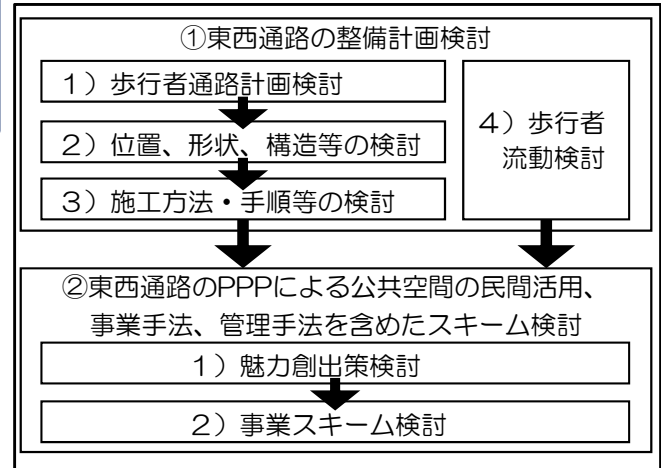 ①東西通路の整備計画検討
１）歩行者通路計画検討
２）位置、形状、構造等の検討
３）施工方法・手順等の検討
４）歩行者
流動検討
②東西通路のPPPによる公共空間の民間活用、
事業手法、管理手法を含めたスキーム検討
１）魅力創出策検討
２）事業スキーム検討